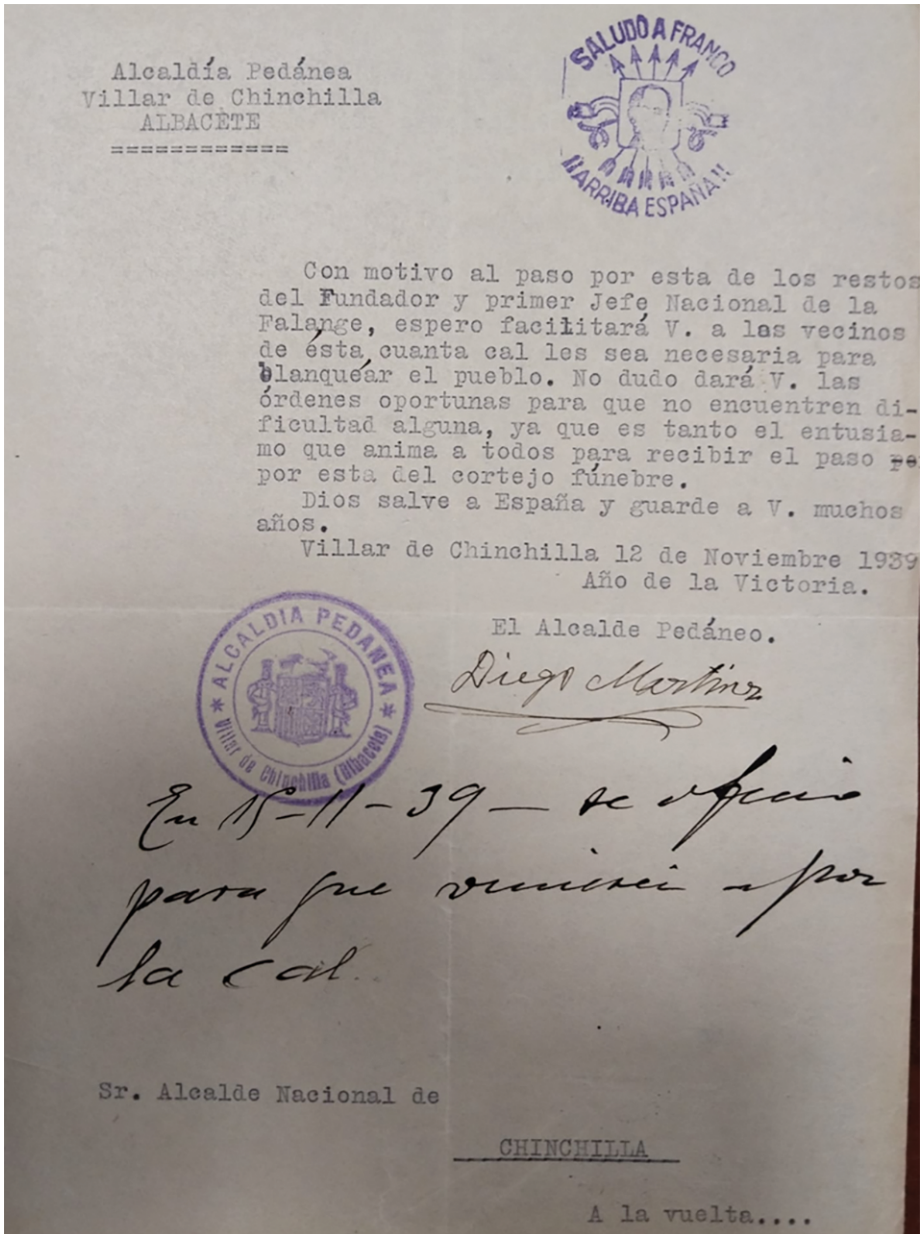 Alcaldía Pedánea
Villar de Chinchilla
ALBACETE
============
SALUDO A FRANCO
¡¡ARRIBA ESPAÑA!!
Con motivo al paso por esta de los restos
del Fundador y primer Jefe Nacional de la
Falange, espero facilitará V. a los vecinos
de ésta cuanta cal les sea necesaria para
blanqueár el pueblo. No dudo dará V. las
órdenes oportunas para que no encuentren di-
ficultad alguna, ya que es tanto el entusia-
mo que anima a todos para recibir el paso pe
por esta del cortejo fúnebre.
Dios salve a España y guarde a V. muchos
años.
Villar de Chinchilla 12 de Noviembre 1939
Año de la Victoria.
El Alcalde Pedáneo.
Diego Martinez
* ALCALDIA PEDANEA *
Villar de Chinchilla (Albacete)
En 15-11-39- se oficio
para que vinieran a por
la cal.
Sr. Alcalde Nacional de
CHINCHILLA
A la vuelta....